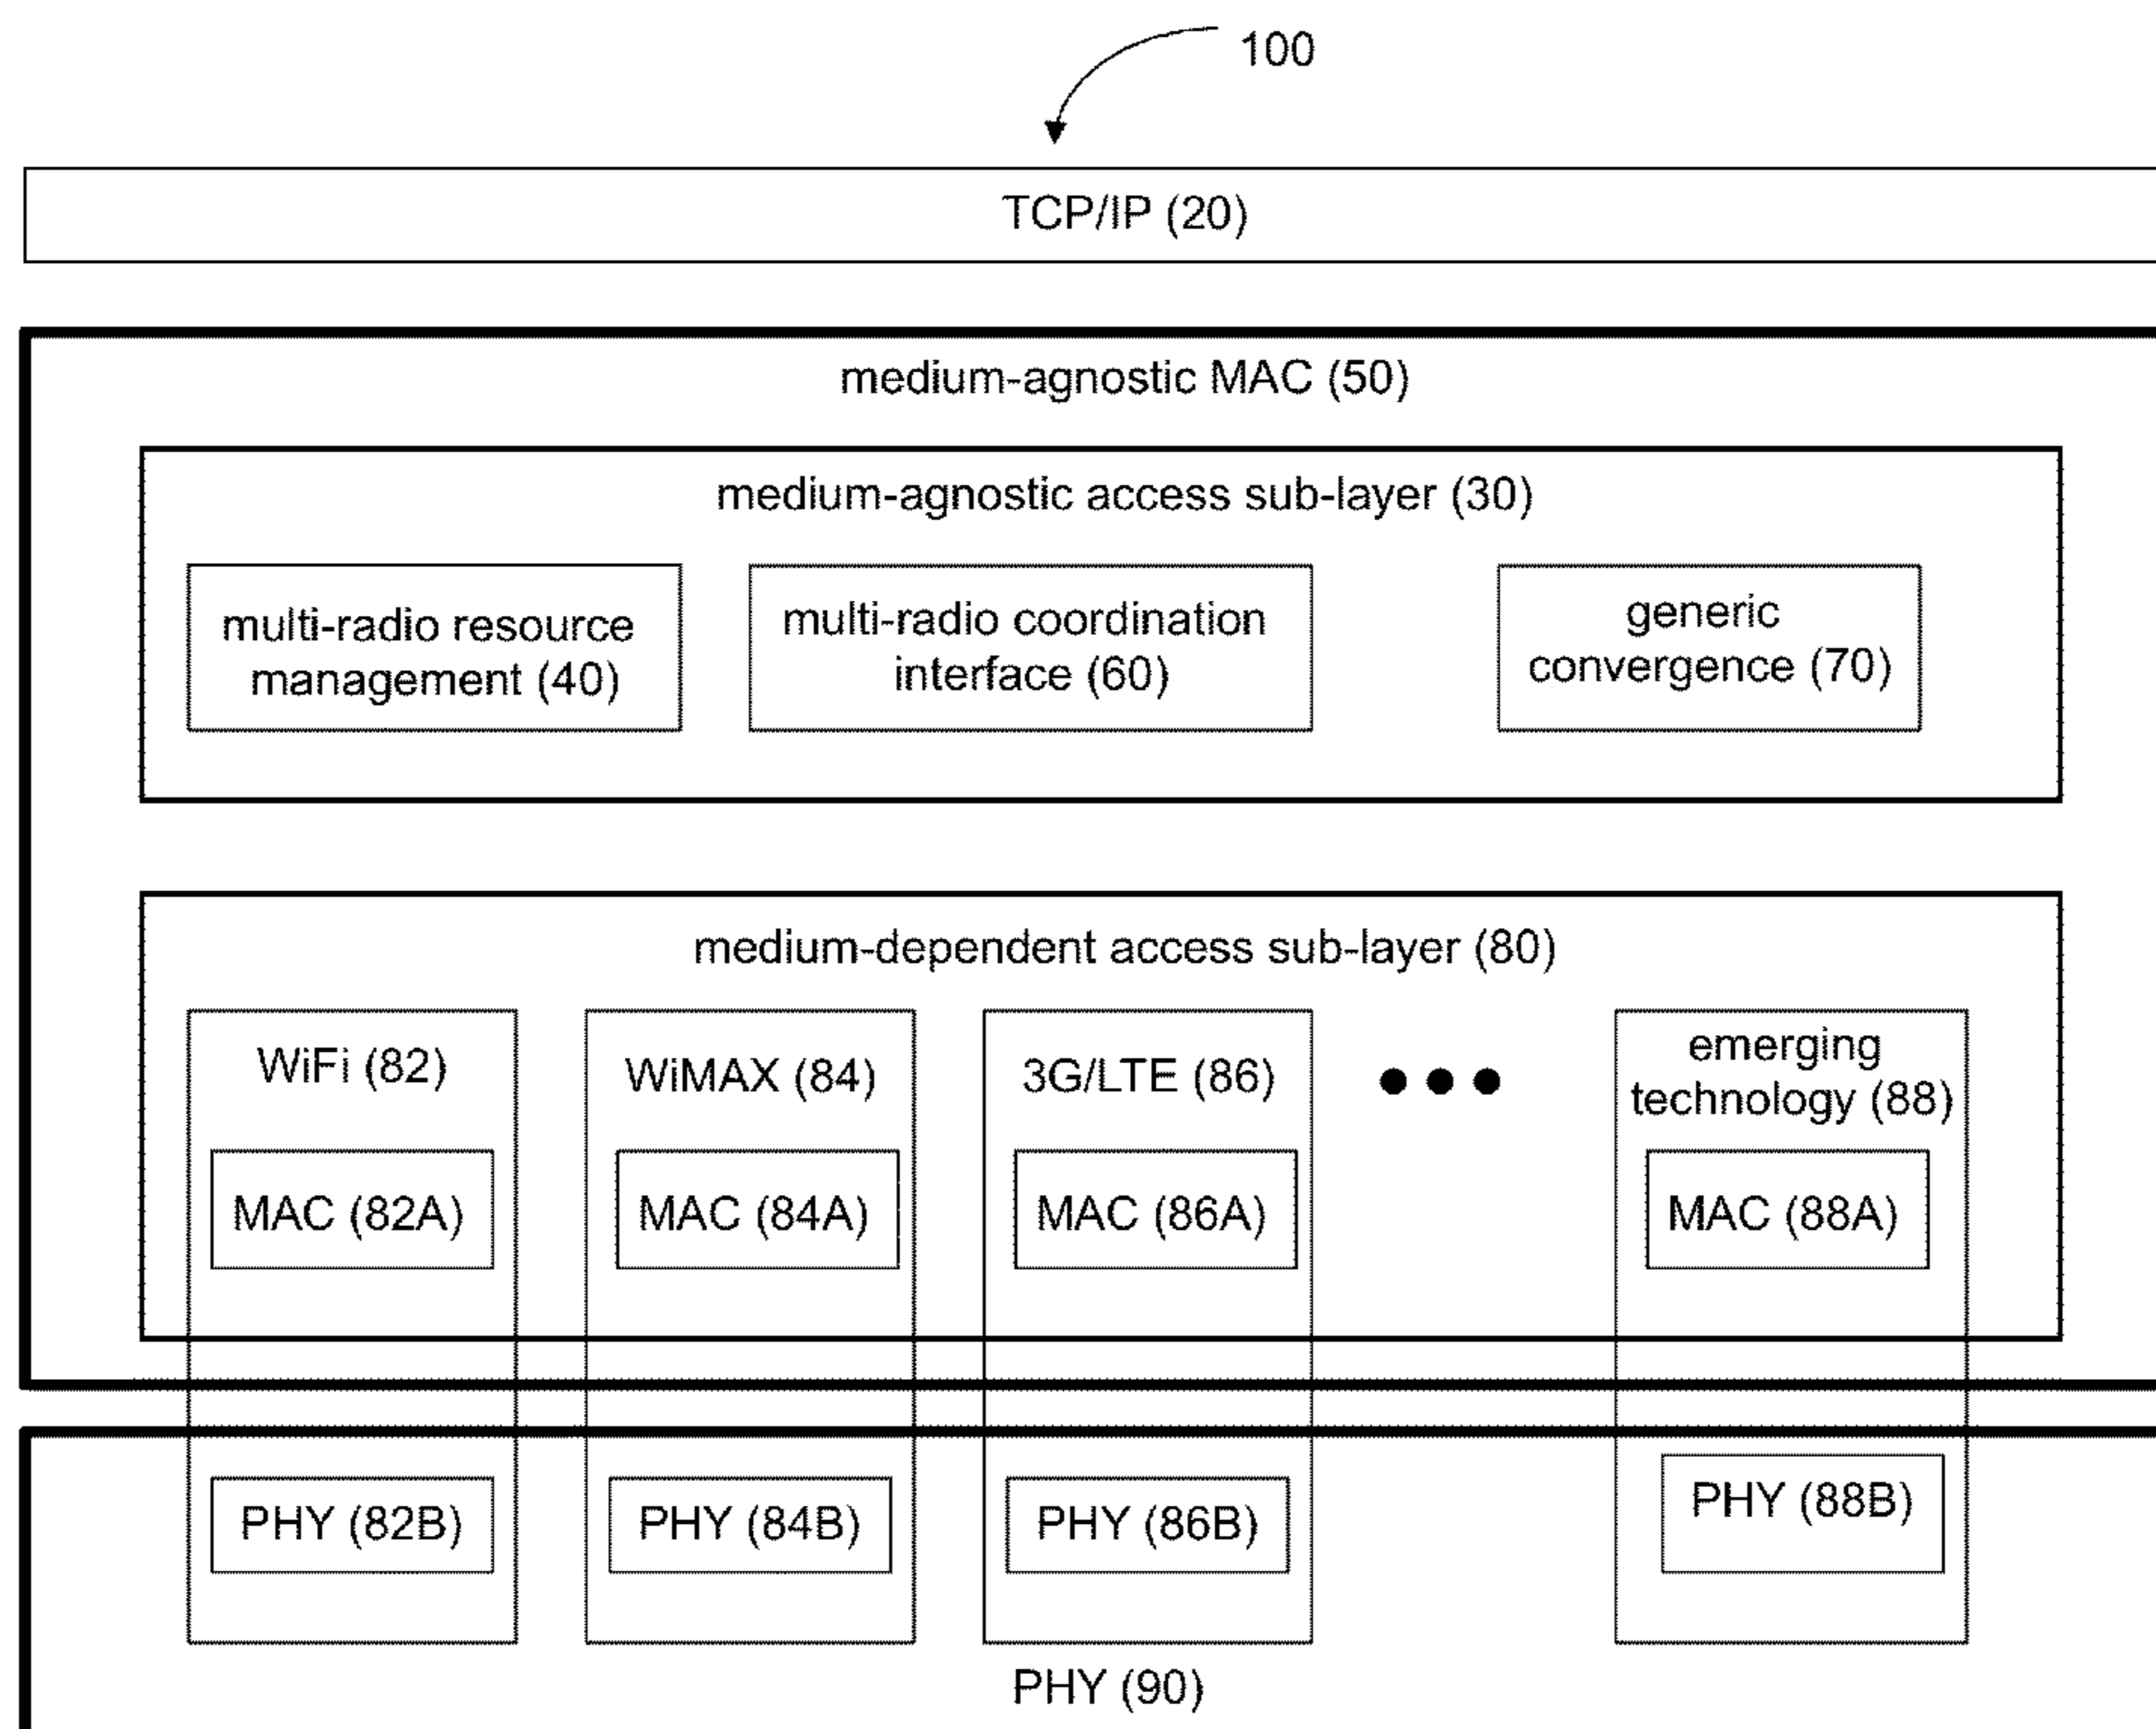 100
TCP/IP (20)
medium-agnostic MAC (50)
medium-agnostic access sub-layer (30)
multi-radio resource
management (40)
multi-radio coordination
interface (60)
generic
convergence (70)
medium-dependent access sub-layer (80)
WiFi (82)
WiMAX (84)
3G/LTE (86)
emerging
technology (88)
MAC (82A)
MAC (84A)
MAC (86A)
MAC (88A)
PHY (82B)
PHY (84B)
PHY (86B)
PHY (88B)
PHY (90)